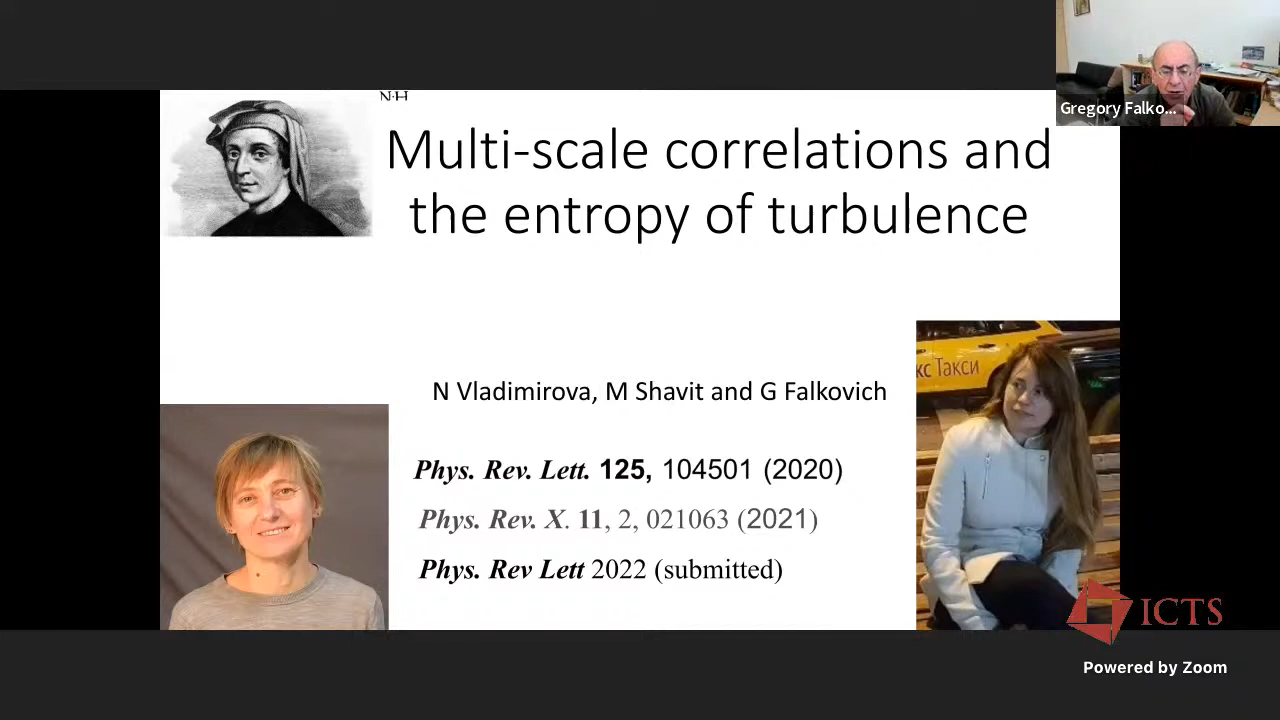 Gregory Falko...
N·H
Multi-scale correlations and
the entropy of turbulence
кс Такси
N Vladimirova, M Shavit and G Falkovich
Phys. Rev. Lett. 125, 104501 (2020)
Phys. Rev. X. 11, 2, 021063 (2021)
Phys. Rev Lett 2022 (submitted)
ICTS
Powered by Zoom